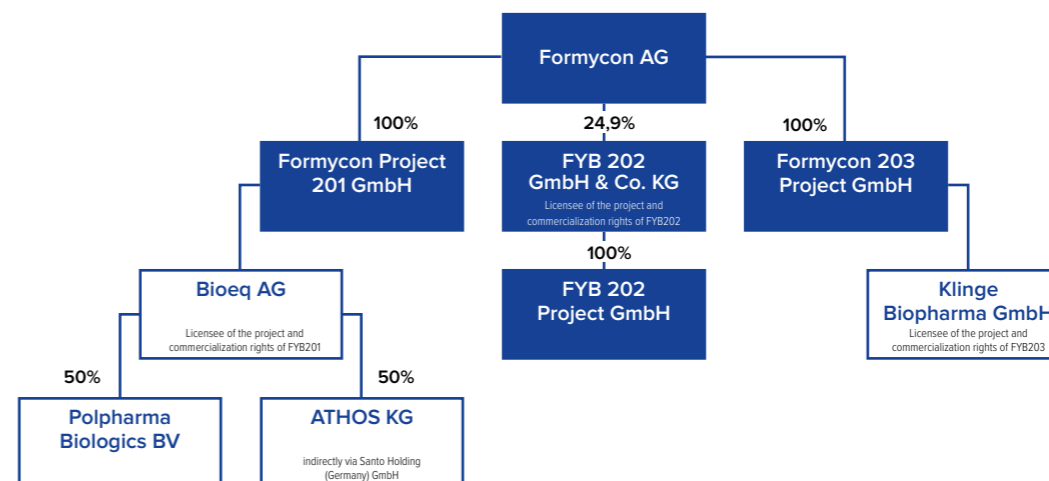 Formycon AG
100%
24,9%
100%
Formycon Project
201 GmbH
FYB 202
GmbH & Co. KG
Licensee of the project and
commercialization rights of FYB202
Formycon 203
Project GmbH
100%
Bioeq AG
Licensee of the project and
commercialization rights of FYB201
FYB 202
Project GmbH
Klinge
Biopharma GmbH
Licensee of the project and
commercialization rights of FYB203
50%
50%
Polpharma
Biologics BV
ATHOS KG
indirectly via Santo Holding
(Germany) GmbH